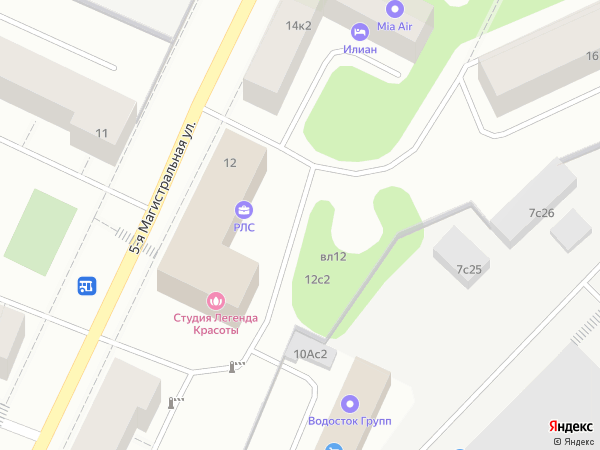 Mia Air
14к2
Илиан
16
11
5-я Магистральная ул.
12
7с26
РЛС
вл12
7с25
12с2
Студия Легенда
Красоты
10Ас2
Водосток Групп
Яндекс
© Яндекс